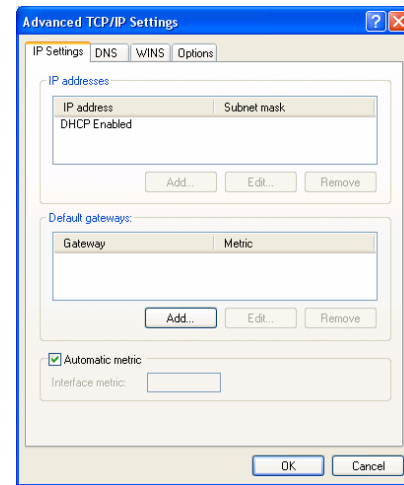 Advanced TCP/IP Settings
IP Settings DNS WINS Options
IP addresses
IP address Subnet mask
DHCP Enabled
Add... Edit... Remove
Default gateways:
Gateway Metric
Add... Edit... Remove
Automatic metric
Interface metric:
OK Cancel